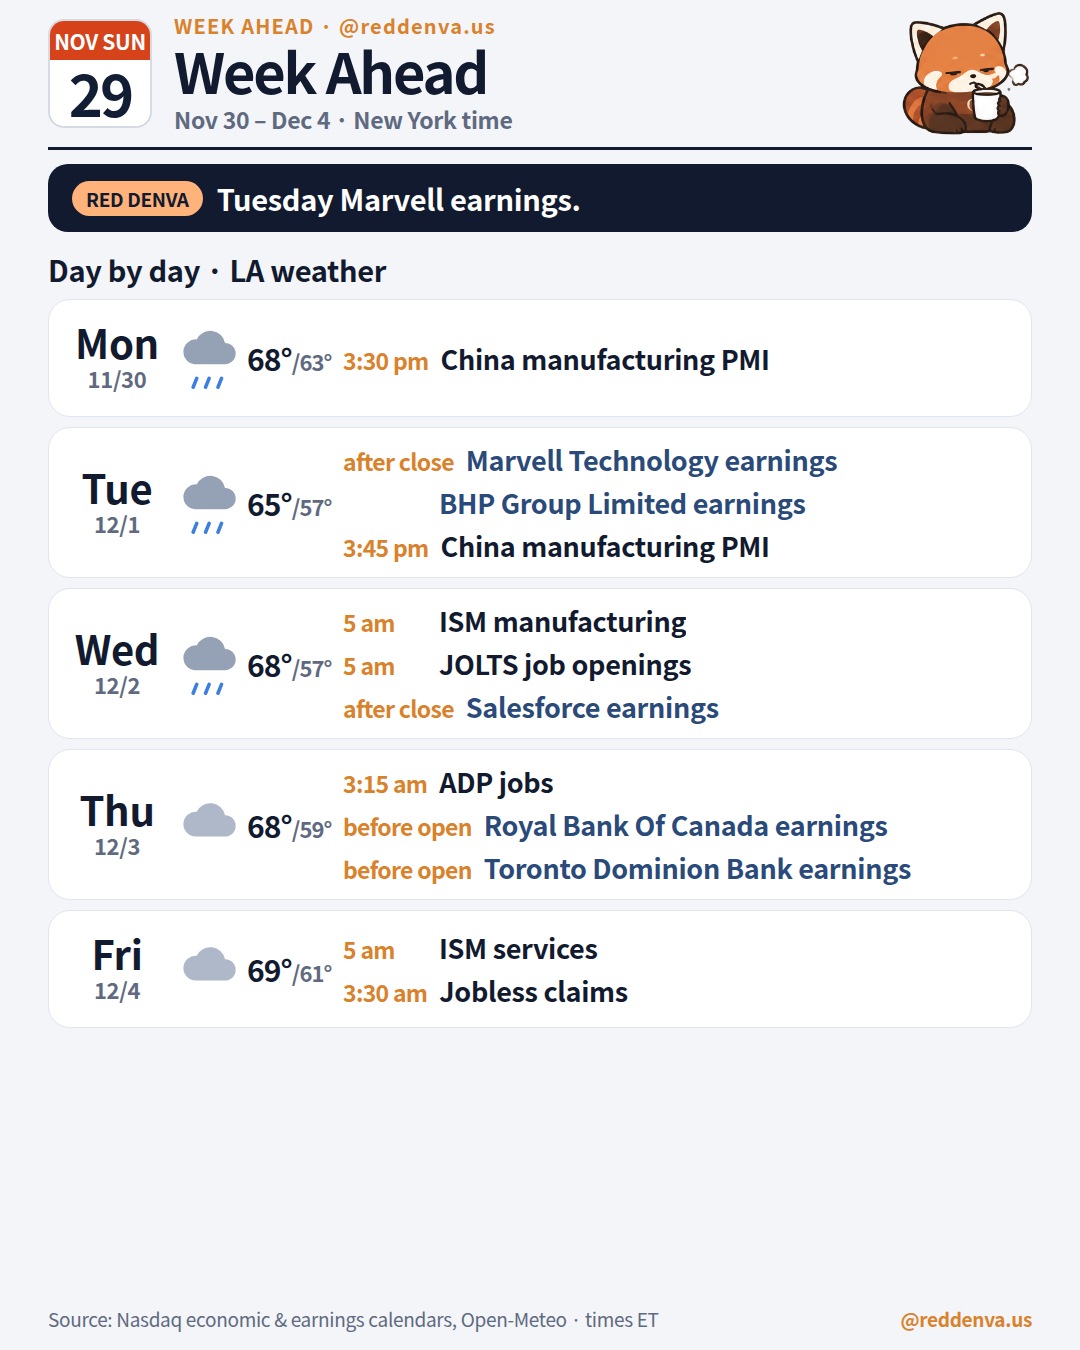 NOV SUN
29
WEEK AHEAD · @reddenva.us
Week Ahead
Nov 30 – Dec 4 · New York time
RED DENVA Tuesday Marvell earnings.
Day by day · LA weather
Mon
11/30
68°/63°
3:30 pm China manufacturing PMI
Tue
12/1
65°/57°
after close Marvell Technology earnings
BHP Group Limited earnings
3:45 pm China manufacturing PMI
Wed
12/2
68°/57°
5 am ISM manufacturing
5 am JOLTS job openings
after close Salesforce earnings
Thu
12/3
68°/59°
3:15 am ADP jobs
before open Royal Bank Of Canada earnings
before open Toronto Dominion Bank earnings
Fri
12/4
69°/61°
5 am ISM services
3:30 am Jobless claims
Source: Nasdaq economic & earnings calendars, Open-Meteo · times ET
@reddenva.us